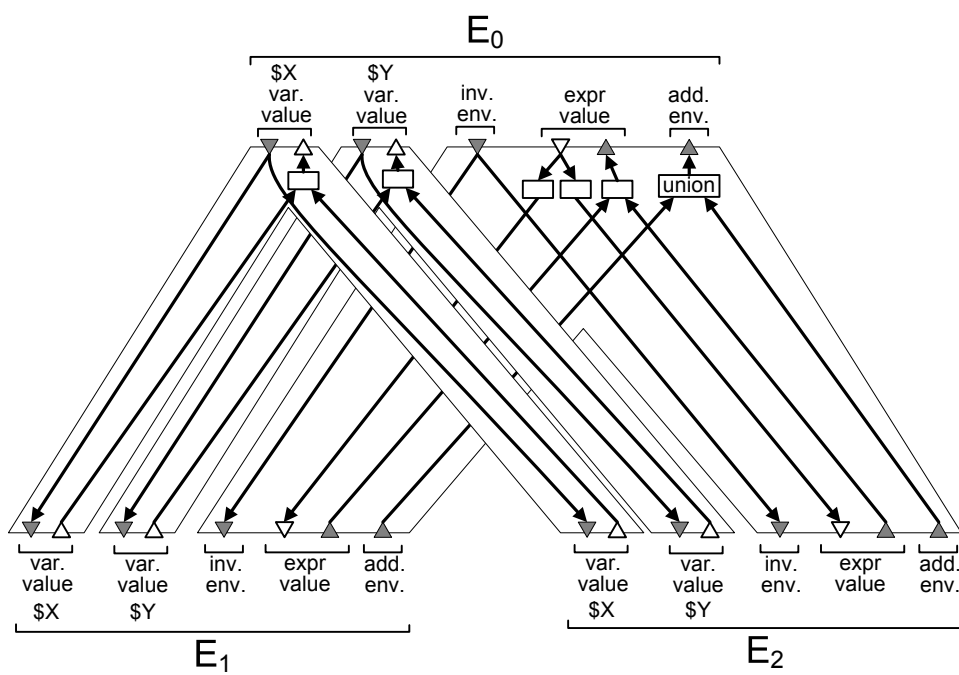 E0
$X
var.
value
$Y
var.
value
inv.
env.
expr
value
add.
env.
union
var.
value
$X
var.
value
$Y
inv.
env.
expr
value
add.
env.
E1
var.
value
$X
var.
value
$Y
inv.
env.
expr
value
add.
env.
E2